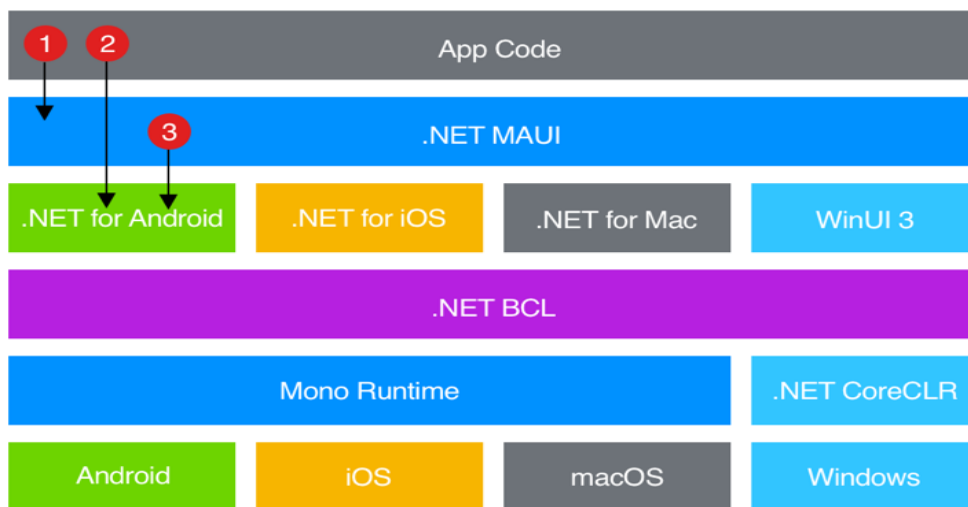 1 2 App Code
3 .NET MAUI
.NET for Android .NET for iOS .NET for Mac WinUI 3
.NET BCL
Mono Runtime .NET CoreCLR
Android iOS macOS Windows